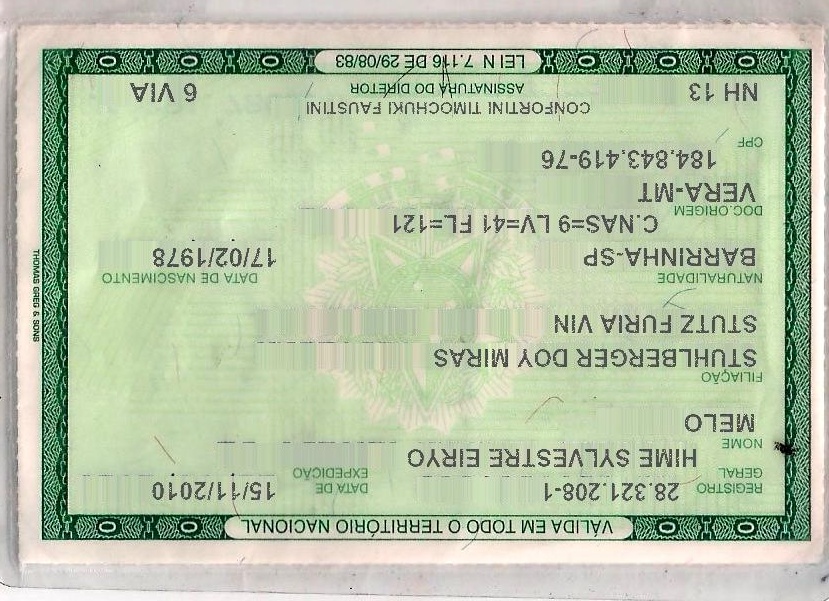 VÁLIDA EM TODO O TERRITÓRIO NACIONAL
REGISTRO GERAL 28.321.208-1 DATA DE EXPEDIÇÃO 15/11/2010
HIME SYLVESTRE EIRYO
NOME
MELO
FILIAÇÃO
STUHLBERGER DOY MIRAS
STUTZ FURIA VIN
NATURALIDADE DATA DE NASCIMENTO
BARRINHA-SP 17/02/1978
C.NAS=9 LV=41 FL=121
DOC.ORIGEM
VERA-MT
CPF
184.843.419-76
CONFORTINI TIMOCHUKI FAUSTINI
NH 13 ASSINATURA DO DIRETOR 6 VIA
LEI N 7.116 DE 29/08/83
THOMAS GREG & SONS